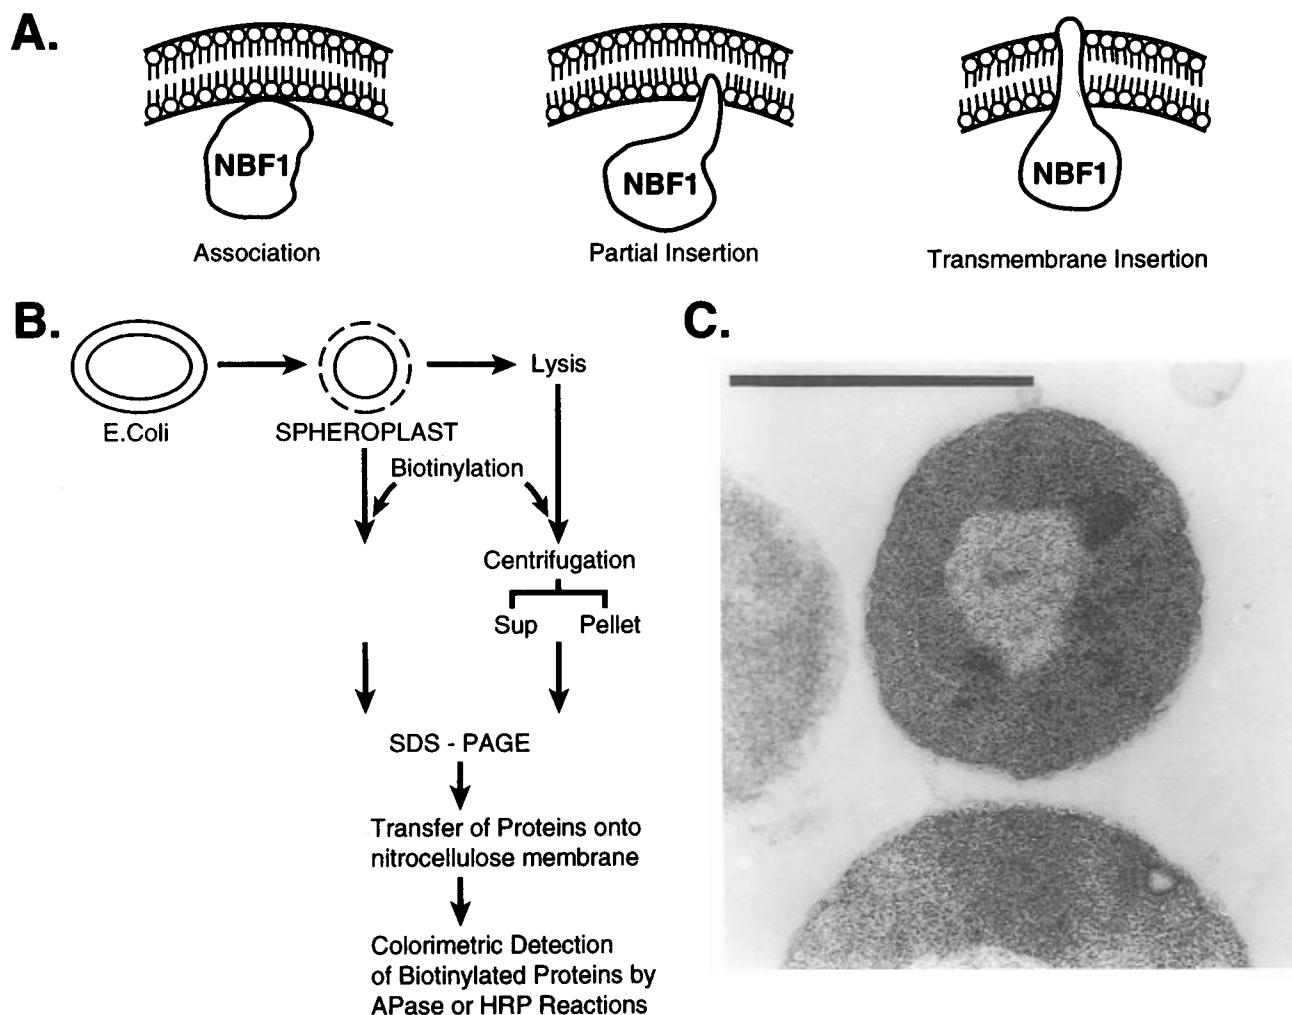 A.
NBF1
NBF1
NBF1
Association
Partial Insertion
Transmembrane Insertion
B.
E.Coli
SPHEROPLAST
Lysis
Biotinylation
Centrifugation
Sup
Pellet
SDS - PAGE
Transfer of Proteins onto
nitrocellulose membrane
Colorimetric Detection
of Biotinylated Proteins by
APase or HRP Reactions
C.